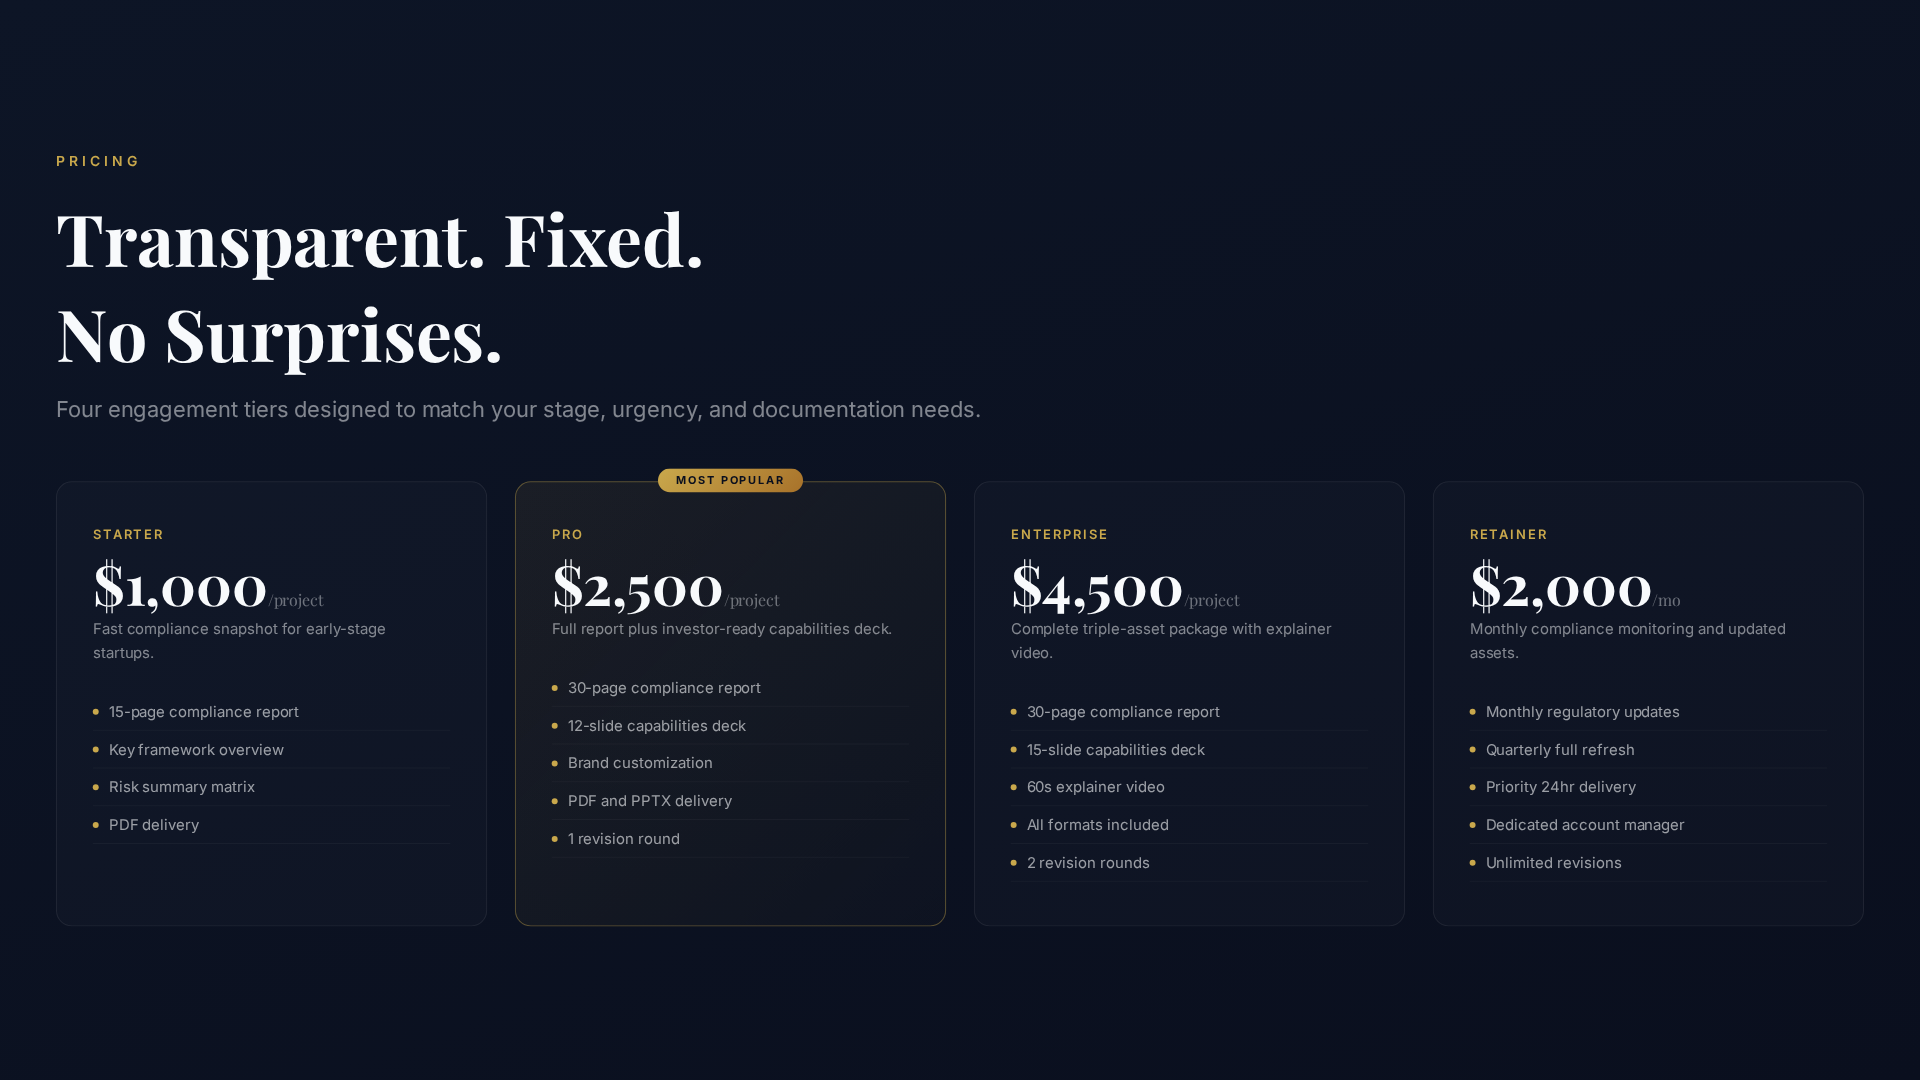 PRICING
Transparent. Fixed.
No Surprises.
Four engagement tiers designed to match your stage, urgency, and documentation needs.
STARTER
$1,000/project
Fast compliance snapshot for early-stage
startups.
15-page compliance report
Key framework overview
Risk summary matrix
PDF delivery
MOST POPULAR
PRO
$2,500/project
Full report plus investor-ready capabilities deck.
30-page compliance report
12-slide capabilities deck
Brand customization
PDF and PPTX delivery
1 revision round
ENTERPRISE
$4,500/project
Complete triple-asset package with explainer
video.
30-page compliance report
15-slide capabilities deck
60s explainer video
All formats included
2 revision rounds
RETAINER
$2,000/mo
Monthly compliance monitoring and updated
assets.
Monthly regulatory updates
Quarterly full refresh
Priority 24hr delivery
Dedicated account manager
Unlimited revisions